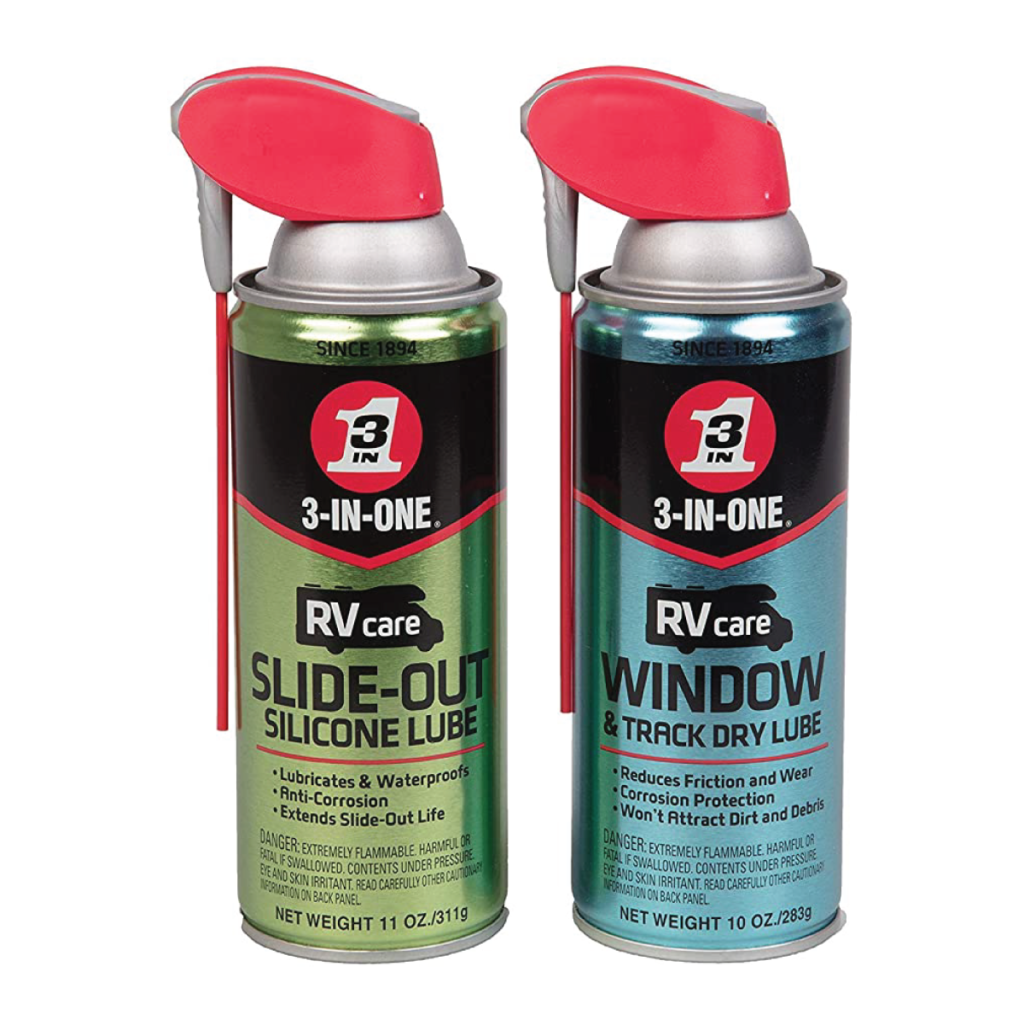 SINCE 1894
3
IN
1
3-IN-ONE®
RV care
SLIDE-OUT
SILICONE LUBE
• Lubricates & Waterproofs
• Anti-Corrosion
• Extends Slide-Out Life
DANGER: EXTREMELY FLAMMABLE. HARMFUL OR
FATAL IF SWALLOWED. CONTENTS UNDER PRESSURE.
EYE AND SKIN IRRITANT. READ CAREFULLY OTHER CAUTIONARY
INFORMATION ON BACK PANEL.
NET WEIGHT 11 OZ./311g
SINCE 1894
3
IN
1
3-IN-ONE®
RV care
WINDOW
& TRACK DRY LUBE
• Reduces Friction and Wear
• Corrosion Protection
• Won't Attract Dirt and Debris
DANGER: EXTREMELY FLAMMABLE. HARMFUL OR
FATAL IF SWALLOWED. CONTENTS UNDER PRESSURE.
EYE AND SKIN IRRITANT. READ CAREFULLY OTHER CAUTIONARY
INFORMATION ON BACK PANEL.
NET WEIGHT 10 OZ./283g